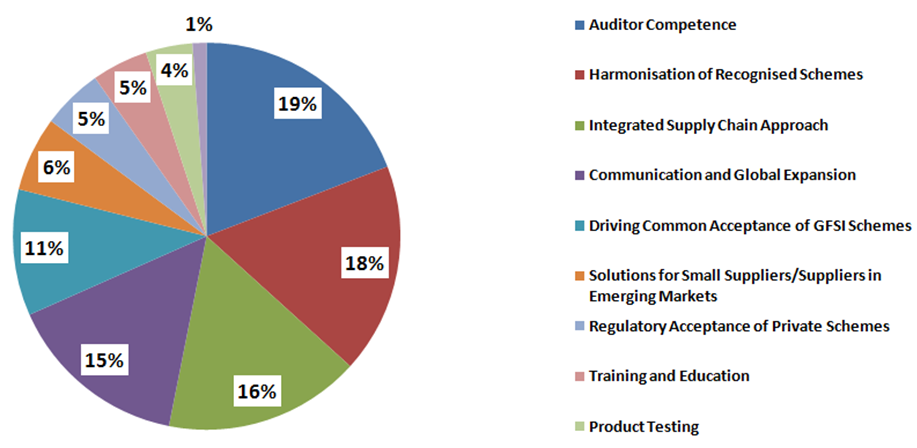 1%
4%
5%
5%
6%
11%
15%
16%
18%
19%
Auditor Competence
Harmonisation of Recognised Schemes
Integrated Supply Chain Approach
Communication and Global Expansion
Driving Common Acceptance of GFSI Schemes
Solutions for Small Suppliers/Suppliers in
Emerging Markets
Regulatory Acceptance of Private Schemes
Training and Education
Product Testing